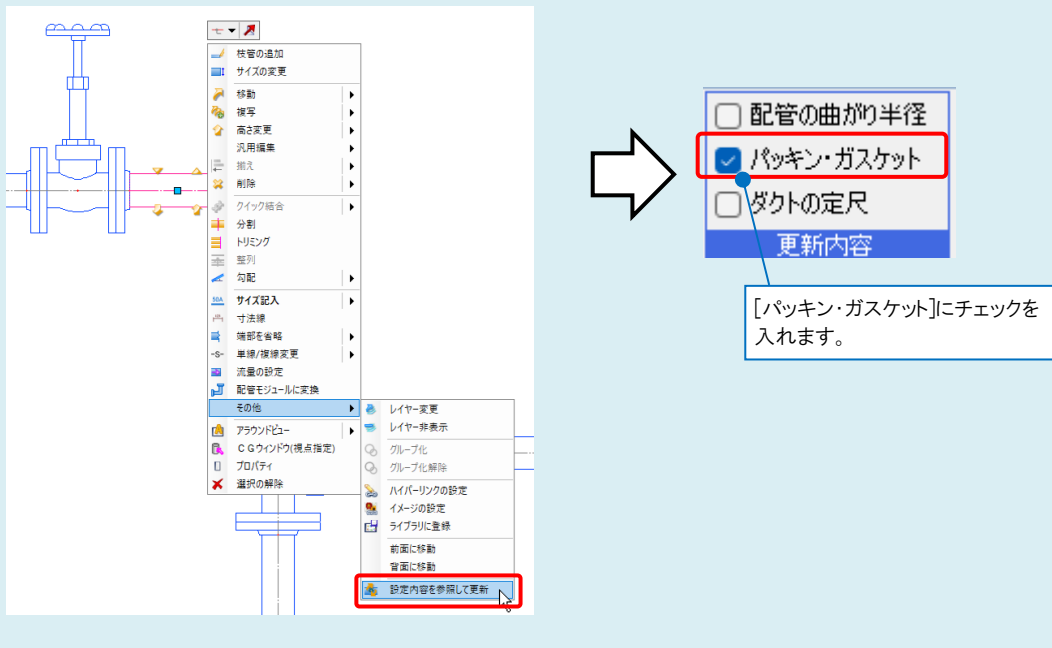 枝管の追加
サイズの変更
移動
複写
高さ変更
汎用編集
揃え
削除
クイック結合
分割
トリミング
整列
勾配
50A サイズ記入
寸法線
端部を省略
-S- 単線/複線変更
流量の設定
配管モジュールに変換
その他
アラウンドビュー
CGウィンドウ(視点指定)
プロパティ
選択の解除
レイヤー変更
レイヤー非表示
グループ化
グループ化解除
ハイパーリンクの設定
イメージの設定
ライブラリに登録
前面に移動
背面に移動
設定内容を参照して更新
配管の曲がり半径
パッキン・ガスケット
ダクトの定尺
更新内容
[パッキン・ガスケット]にチェックを
入れます。